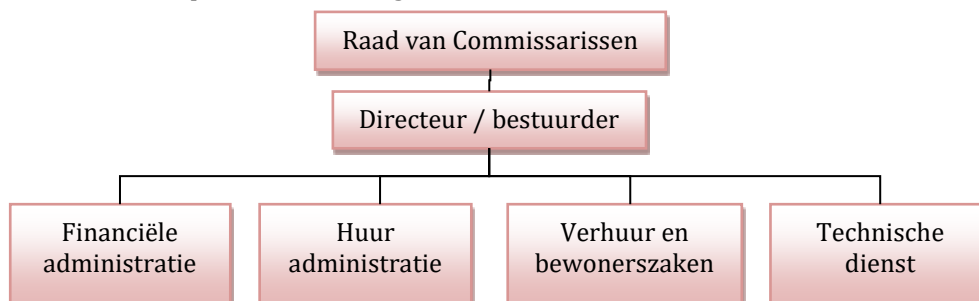 Raad van Commissarissen
Directeur / bestuurder
Financiële
administratie
Huur
administratie
Verhuur en
bewonerszaken
Technische
dienst